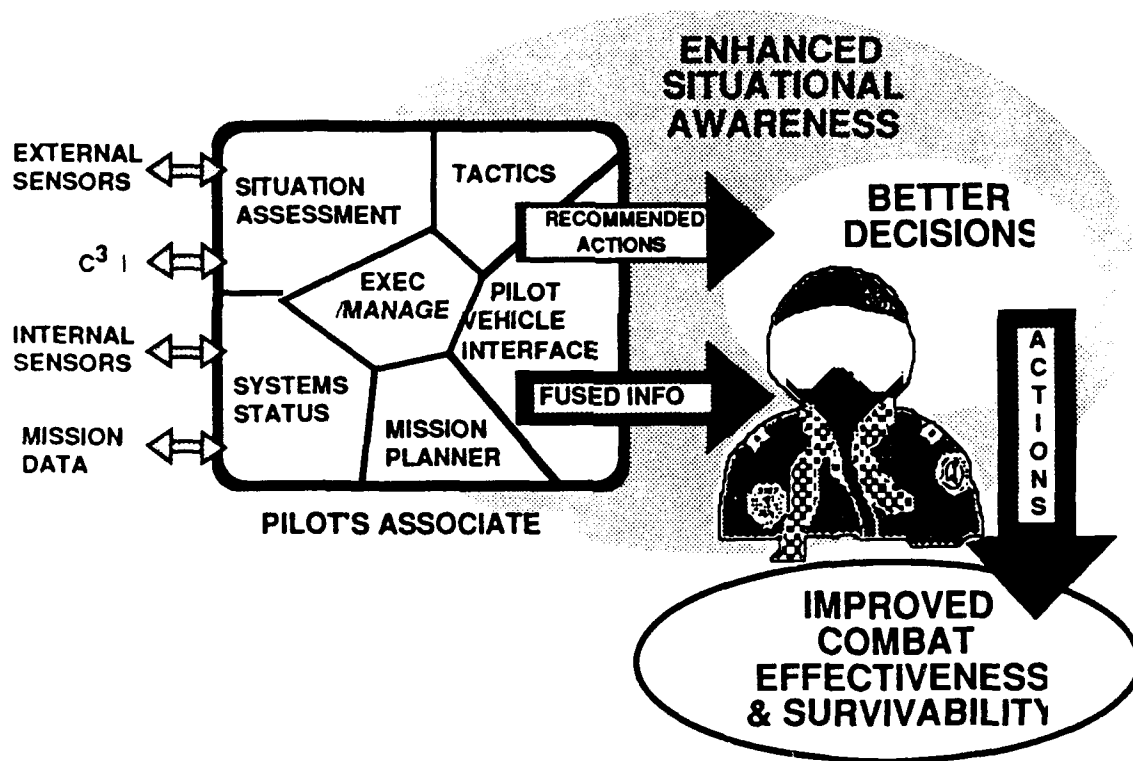 ENHANCED
SITUATIONAL
AWARENESS
EXTERNAL
SENSORS
C³ I
INTERNAL
SENSORS
MISSION
DATA
SITUATION
ASSESSMENT
TACTICS
EXEC
/MANAGE
PILOT
VEHICLE
INTERFACE
SYSTEMS
STATUS
MISSION
PLANNER
PILOT'S ASSOCIATE
RECOMMENDED
ACTIONS
FUSED INFO
BETTER
DECISIONS
ACTIONS
IMPROVED
COMBAT
EFFECTIVENESS
& SURVIVABILITY